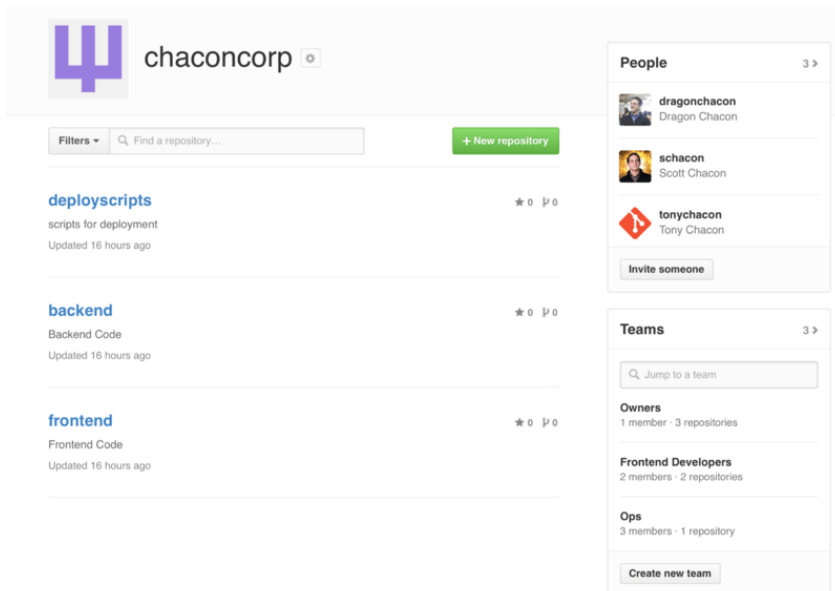 chaconcorp
Filters
Find a repository…
+ New repository
deployscripts
0 0
scripts for deployment
Updated 16 hours ago
backend
0 0
Backend Code
Updated 16 hours ago
frontend
0 0
Frontend Code
Updated 16 hours ago
People 3 >
dragonchacon
Dragon Chacon
schacon
Scott Chacon
tonychacon
Tony Chacon
Invite someone
Teams 3 >
Jump to a team
Owners
1 member · 3 repositories
Frontend Developers
2 members · 2 repositories
Ops
3 members · 1 repository
Create new team